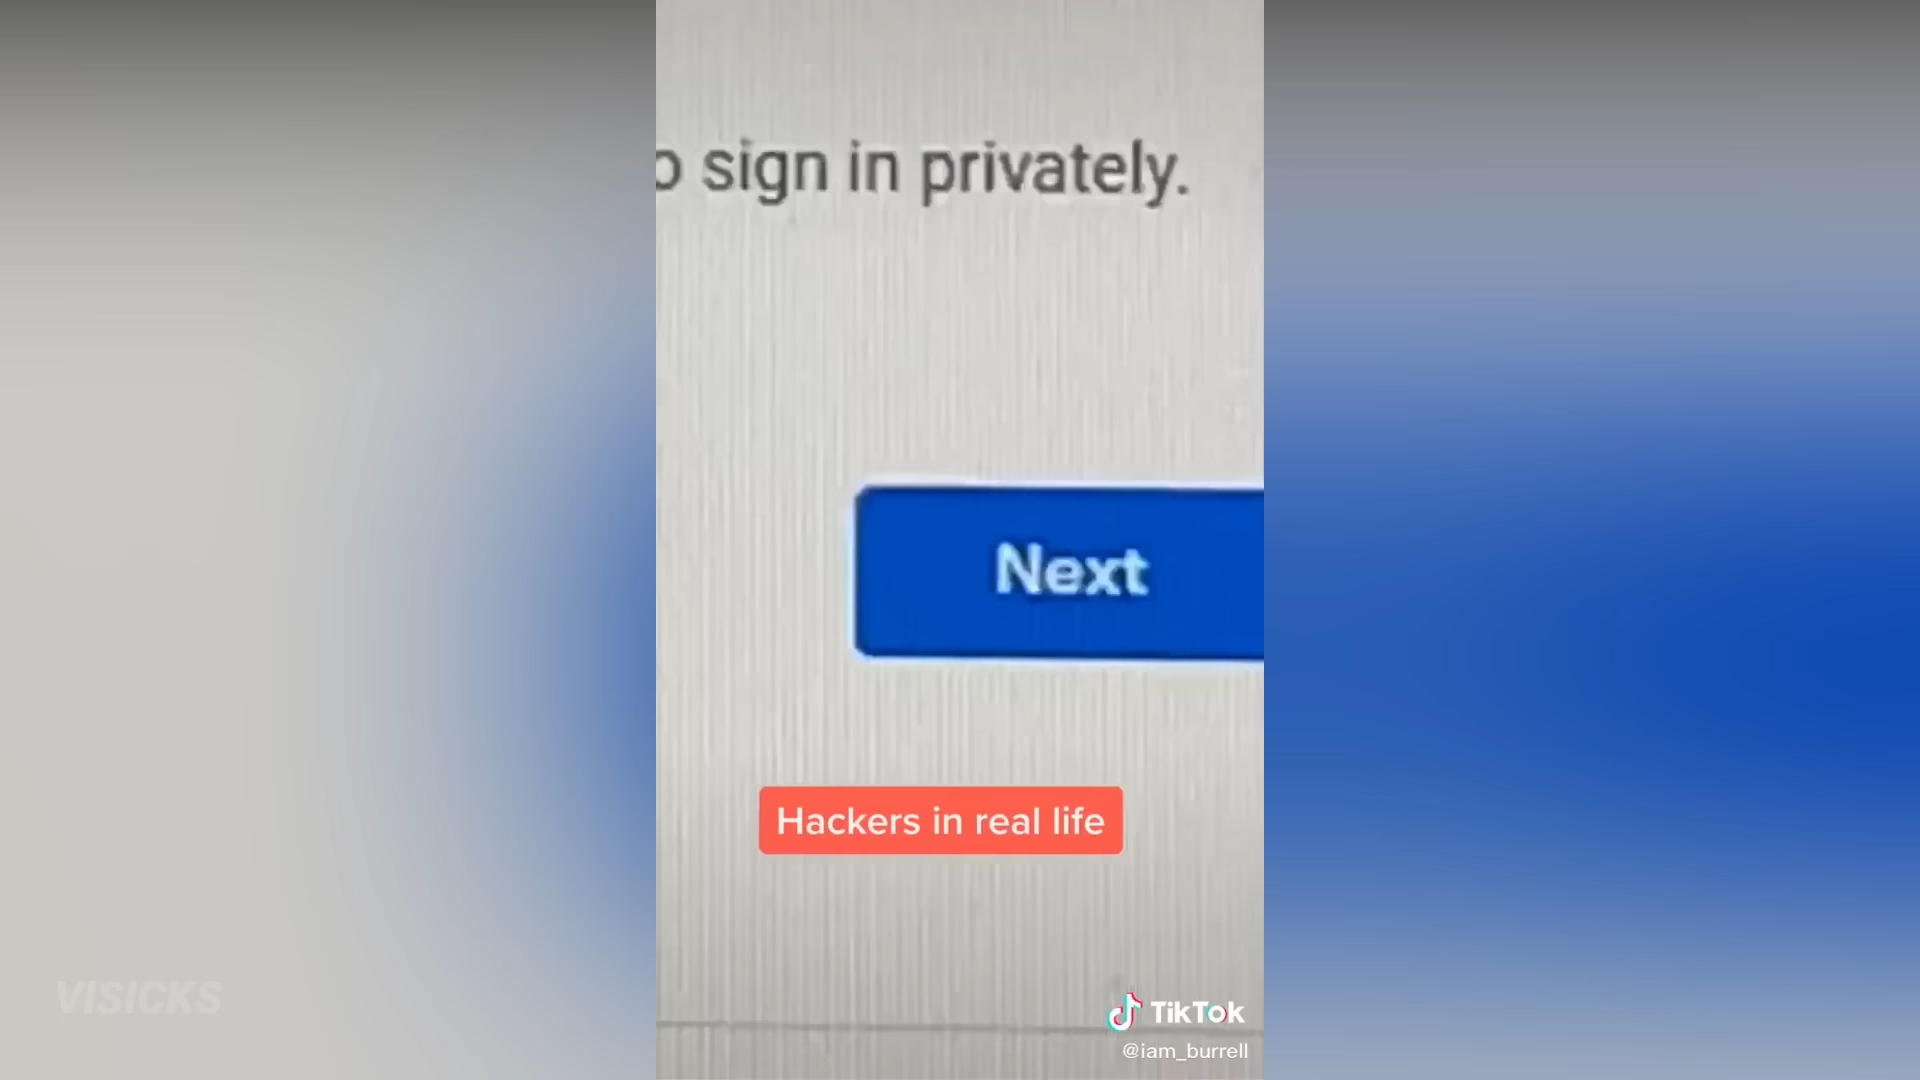 o sign in privately.
Next
Hackers in real life
VISICKS
TikTok
@iam_burrell